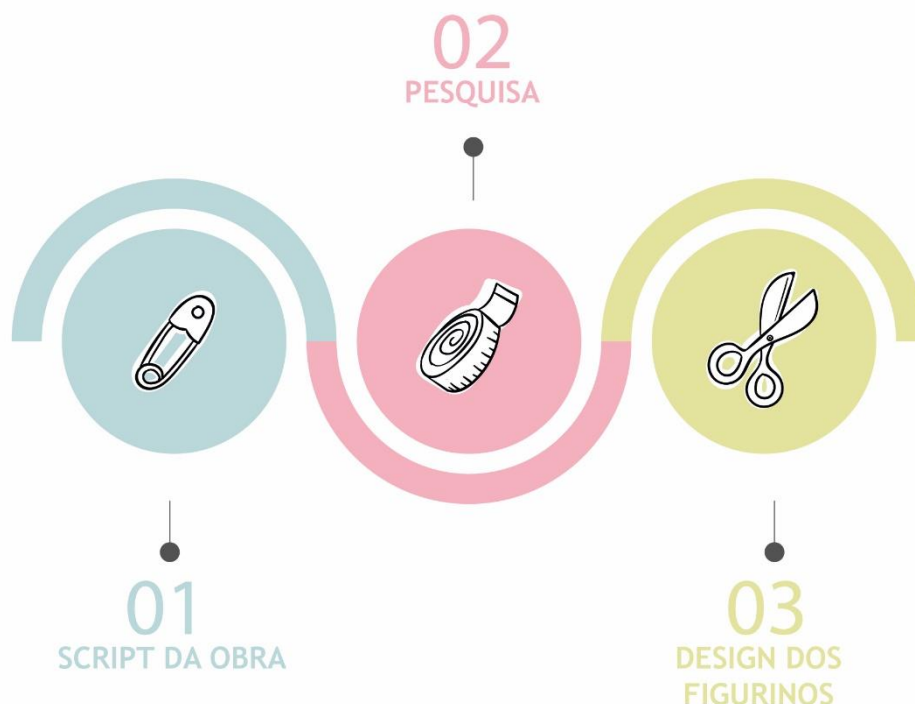 02
PESQUISA
01
SCRIPT DA OBRA
03
DESIGN DOS
FIGURINOS